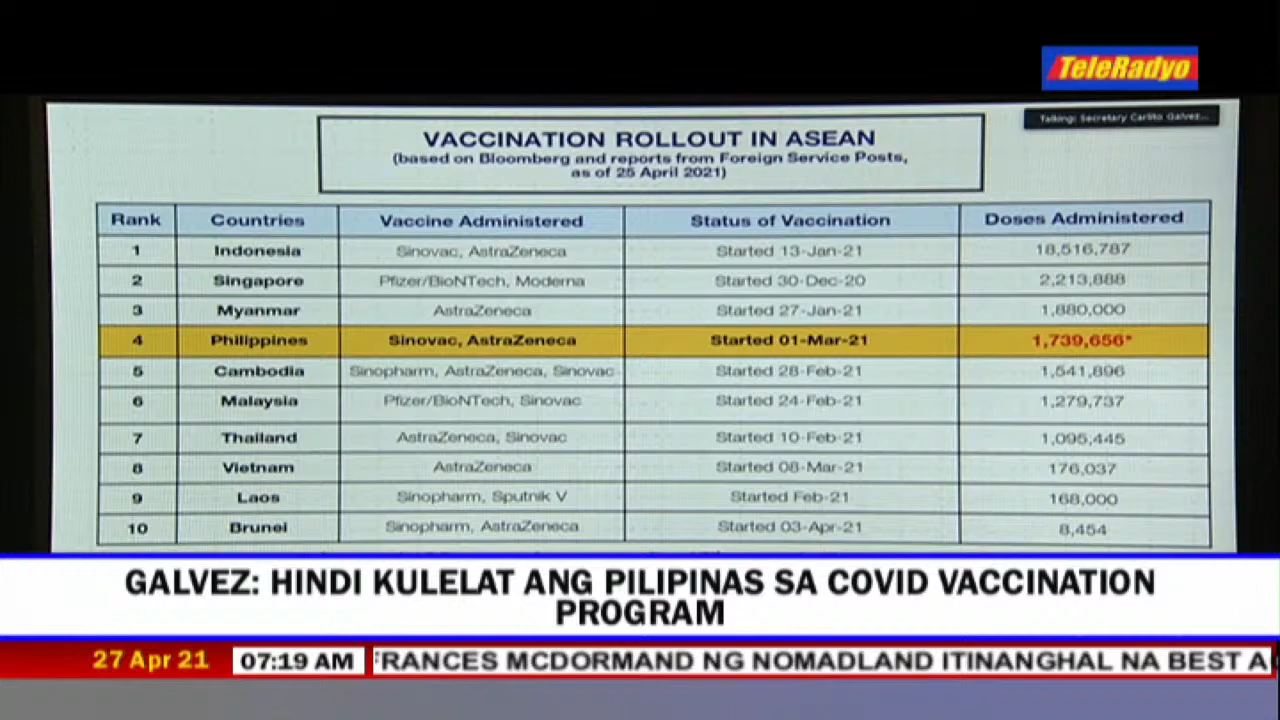 TeleRadyo
Talking: Secretary Carlito Galvez...
VACCINATION ROLLOUT IN ASEAN
(based on Bloomberg and reports from Foreign Service Posts,
as of 25 April 2021)
Rank Countries Vaccine Administered Status of Vaccination Doses Administered
1 Indonesia Sinovac, AstraZeneca Started 13-Jan-21 18,516,787
2 Singapore Pfizer/BioNTech, Moderna Started 30-Dec-20 2,213,888
3 Myanmar AstraZeneca Started 27-Jan-21 1,880,000
4 Philippines Sinovac, AstraZeneca Started 01-Mar-21 1,739,656*
5 Cambodia Sinopharm, AstraZeneca, Sinovac Started 28-Feb-21 1,541,896
6 Malaysia Pfizer/BioNTech, Sinovac Started 24-Feb-21 1,279,737
7 Thailand AstraZeneca, Sinovac Started 10-Feb-21 1,095,445
8 Vietnam AstraZeneca Started 08-Mar-21 176,037
9 Laos Sinopharm, Sputnik V Started Feb-21 168,000
10 Brunei Sinopharm, AstraZeneca Started 03-Apr-21 8,454
GALVEZ: HINDI KULELAT ANG PILIPINAS SA COVID VACCINATION
PROGRAM
27 Apr 21 07:19 AM FRANCES MCDORMAND NG NOMADLAND ITINANGHAL NA BEST A